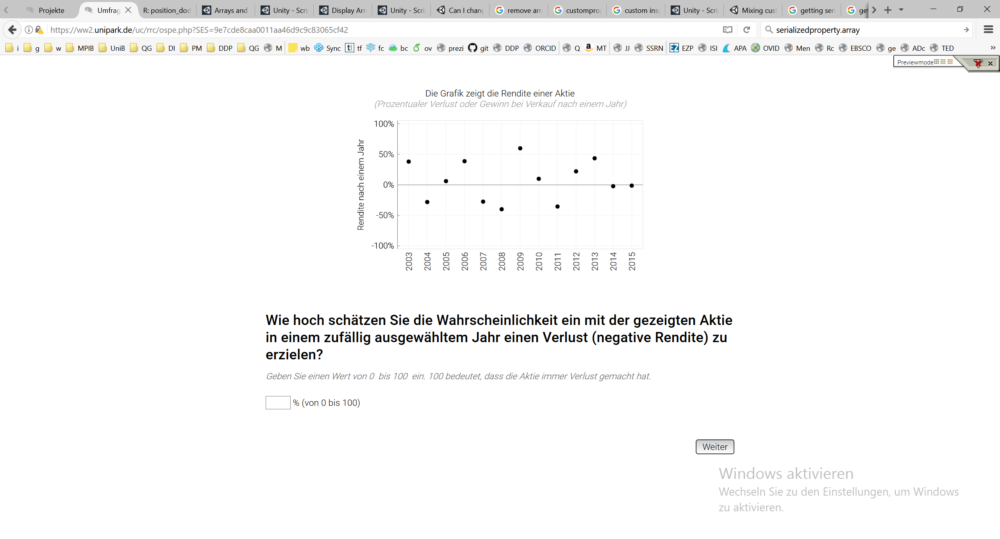 Projekte
Umfrag
R: position_dod
Arrays and
Unity - Scri
Display Arr
Unity - Scri
Can I chang
remove arra
custompro
custom insp
Unity - Scri
Mixing cust
getting seri
get
https://ww2.unipark.de/uc/rrc/ospe.php?SES=9e7cde8caa0011aa46d9c9c83065cf42
serializedproperty.array
i g w MPIB UniB QG DI PM DDP QG M wb Sync tf fc bc ov prezi git DDP ORCID Q MT JJ SSRN EZP ISI APA OVID Men Rc EBSCO ge ADc TED
Previewmode
Die Grafik zeigt die Rendite einer Aktie
(Prozentualer Verlust oder Gewinn bei Verkauf nach einem Jahr)
Rendite nach einem Jahr
100%
50%
0%
-50%
-100%
2003 2004 2005 2006 2007 2008 2009 2010 2011 2012 2013 2014 2015
Wie hoch schätzen Sie die Wahrscheinlichkeit ein mit der gezeigten Aktie
in einem zufällig ausgewähltem Jahr einen Verlust (negative Rendite) zu
erzielen?
Geben Sie einen Wert von 0 bis 100 ein. 100 bedeutet, dass die Aktie immer Verlust gemacht hat.
% (von 0 bis 100)
Weiter
Windows aktivieren
Wechseln Sie zu den Einstellungen, um Windows
zu aktivieren.